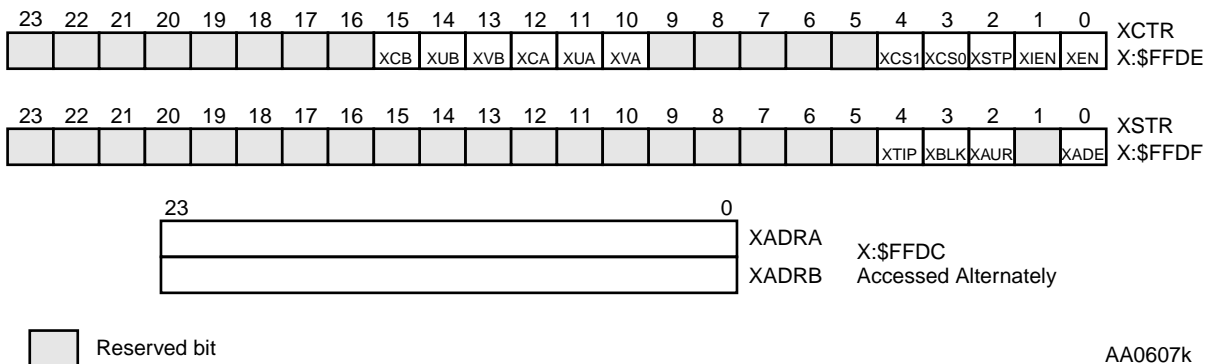 23 22 21 20 19 18 17 16 15 14 13 12 11 10 9 8 7 6 5 4 3 2 1 0
XCTR
XCB XUB XVB XCA XUA XVA XCS1 XCS0 XSTP XIEN XEN X:$FFDE
23 22 21 20 19 18 17 16 15 14 13 12 11 10 9 8 7 6 5 4 3 2 1 0
XSTR
XTIP XBLK XAUR XADE X:$FFDF
23 0
XADRA
X:$FFDC
XADRB Accessed Alternately
Reserved bit
AA0607k